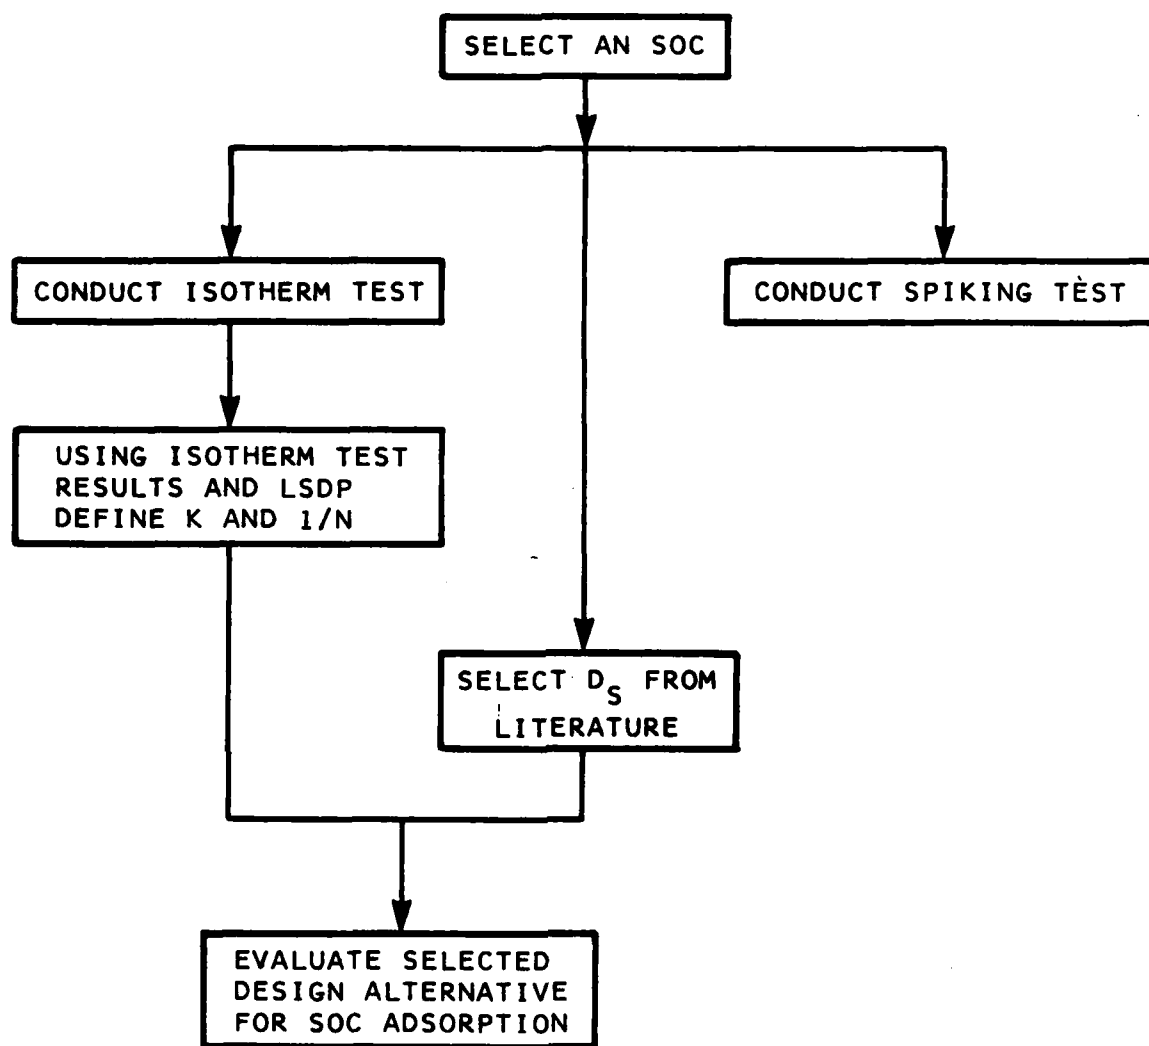 SELECT AN SOC
CONDUCT ISOTHERM TEST
CONDUCT SPIKING TÈST
USING ISOTHERM TEST
RESULTS AND LSDP
DEFINE K AND 1/N
SELECT D_S FROM
LITERATURE
EVALUATE SELECTED
DESIGN ALTERNATIVE
FOR SOC ADSORPTION